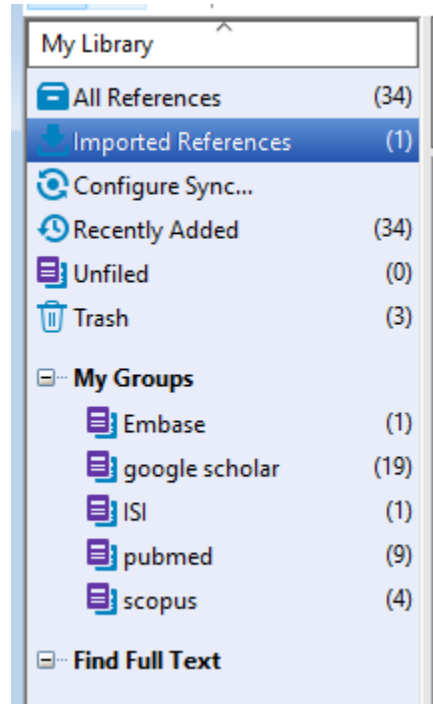 My Library
All References (34)
Imported References (1)
Configure Sync...
Recently Added (34)
Unfiled (0)
Trash (3)
My Groups
Embase (1)
google scholar (19)
ISI (1)
pubmed (9)
scopus (4)
Find Full Text